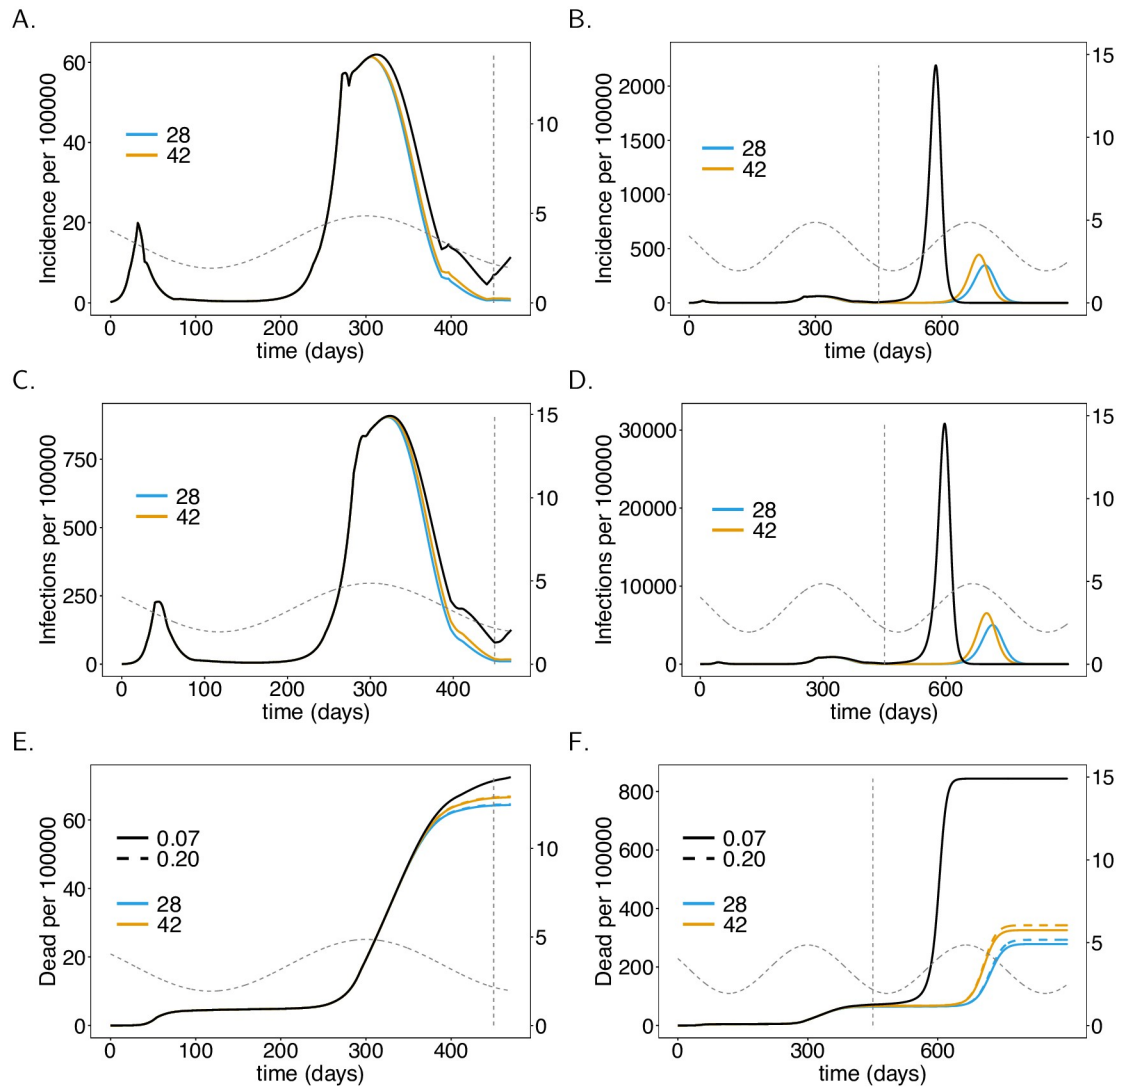 A.
Incidence per 100000
60
40
20
0
28
42
10
5
0
0 100 200 300 400
time (days)
B.
Incidence per 100000
2000
1500
1000
500
0
28
42
15
10
5
0
0 300 600
time (days)
C.
Infections per 100000
750
500
250
0
28
42
15
10
5
0
0 100 200 300 400
time (days)
D.
Infections per 100000
30000
20000
10000
0
28
42
15
10
5
0
0 300 600
time (days)
E.
Dead per 100000
60
40
20
0
0.07
0.20
28
42
10
5
0
0 100 200 300 400
time (days)
F.
Dead per 100000
800
600
400
200
0
0.07
0.20
28
42
15
10
5
0
0 300 600
time (days)